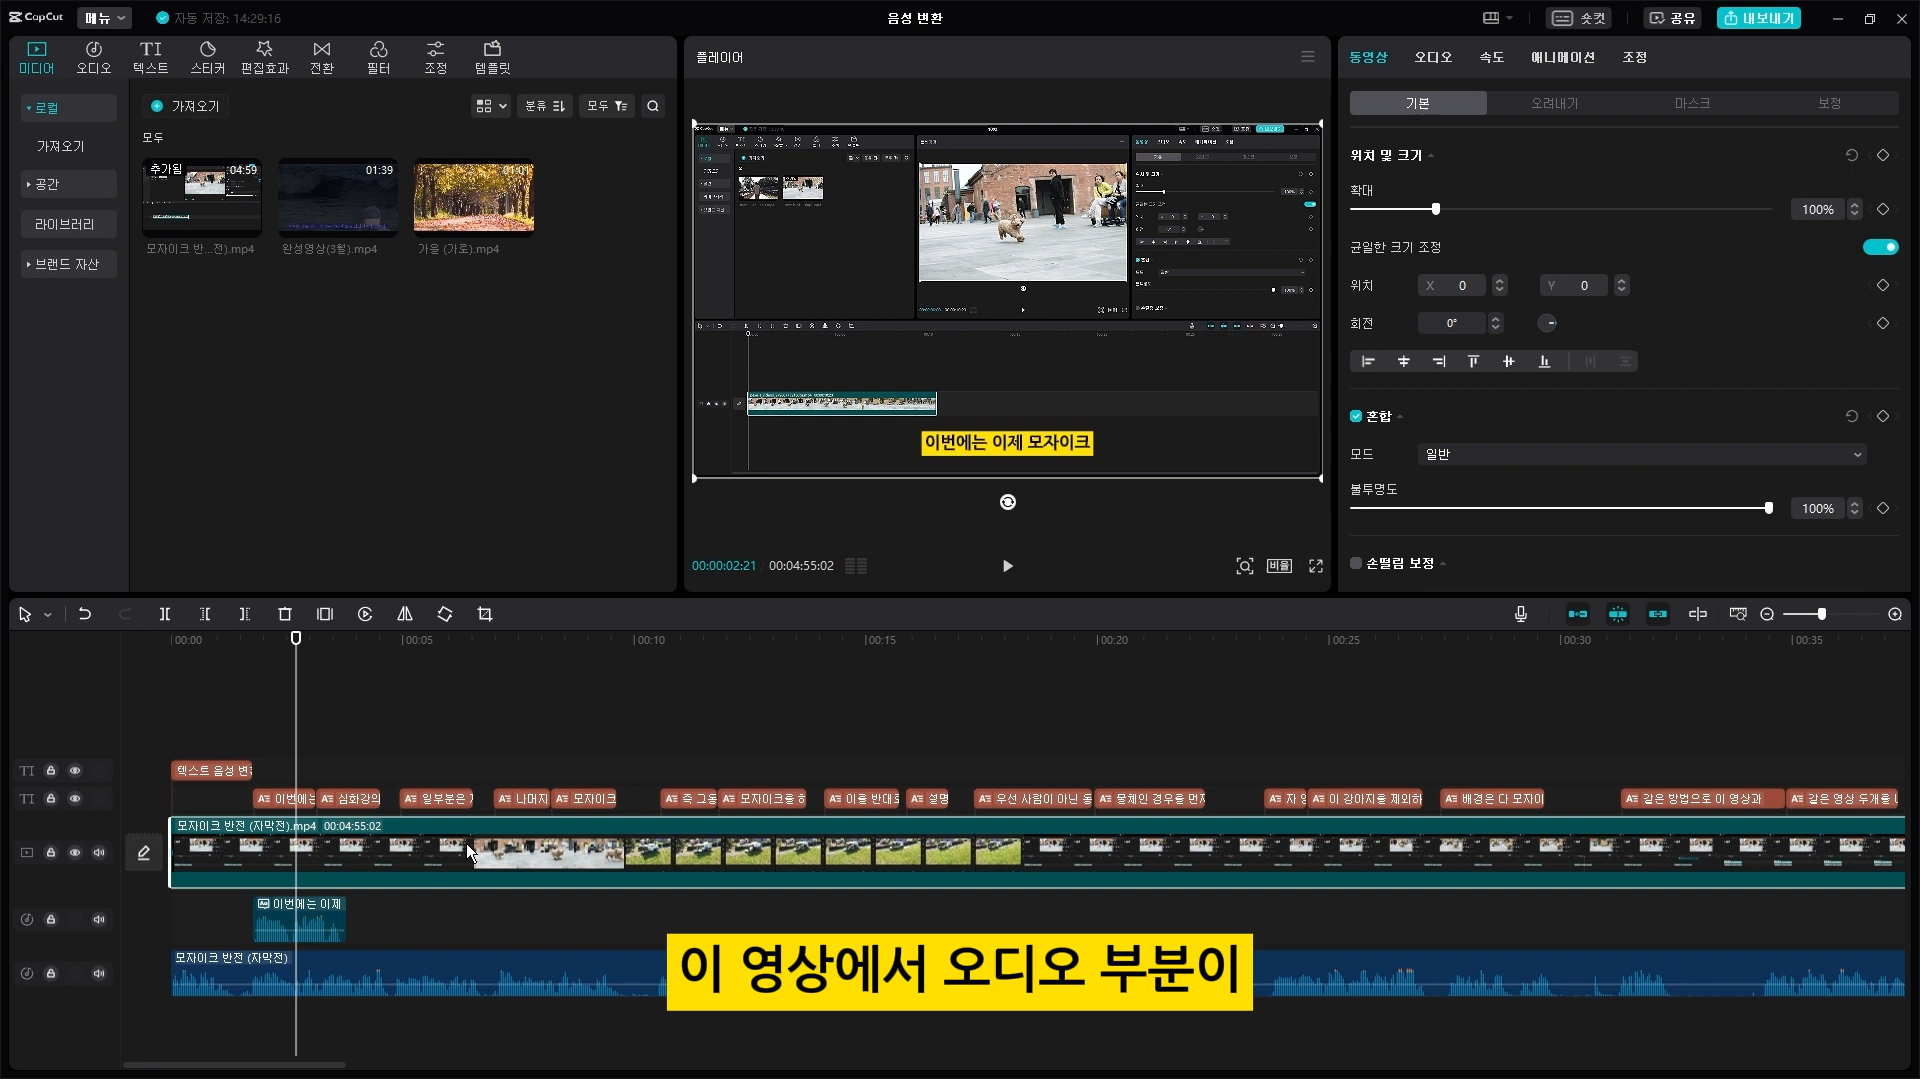 CapCut
메뉴
자동 저장: 14:29:16
음성 변환
숏컷
공유
내보내기
미디어
오디오
텍스트
스티커
편집효과
전환
필터
조정
템플릿
로컬
가져오기
공간
라이브러리
브랜드 자산
가져오기
분류
모두
모두
추가됨
04:59
01:39
01:01
모자이크 반...전).mp4
완성영상(3월).mp4
가을 (가로).mp4
플레이어
이번에는 이제 모자이크
00:00:02:21
00:04:55:02
비율
동영상
오디오
속도
애니메이션
조정
기본
오려내기
마스크
보정
위치 및 크기
확대
100%
균일한 크기 조정
위치
X 0
Y 0
회전
0°
혼합
모드
일반
불투명도
100%
손떨림 보정
00:00
00:05
00:10
00:15
00:20
00:25
00:30
00:35
텍스트 음성 변
이번에는
심화강의
일부분은
나머지
모자이크
즉 그동
모자이크를 하
이를 반대로
설명
우선 사람이 아닌 동
물체인 경우를 먼저
자 영
이 강아지를 제외하
배경은 다 모자이
같은 방법으로 이 영상과
같은 영상 두개를
모자이크 반전 (자막전).mp4 00:04:55:02
이번에는 이제
모자이크 반전 (자막전)
이 영상에서 오디오 부분이